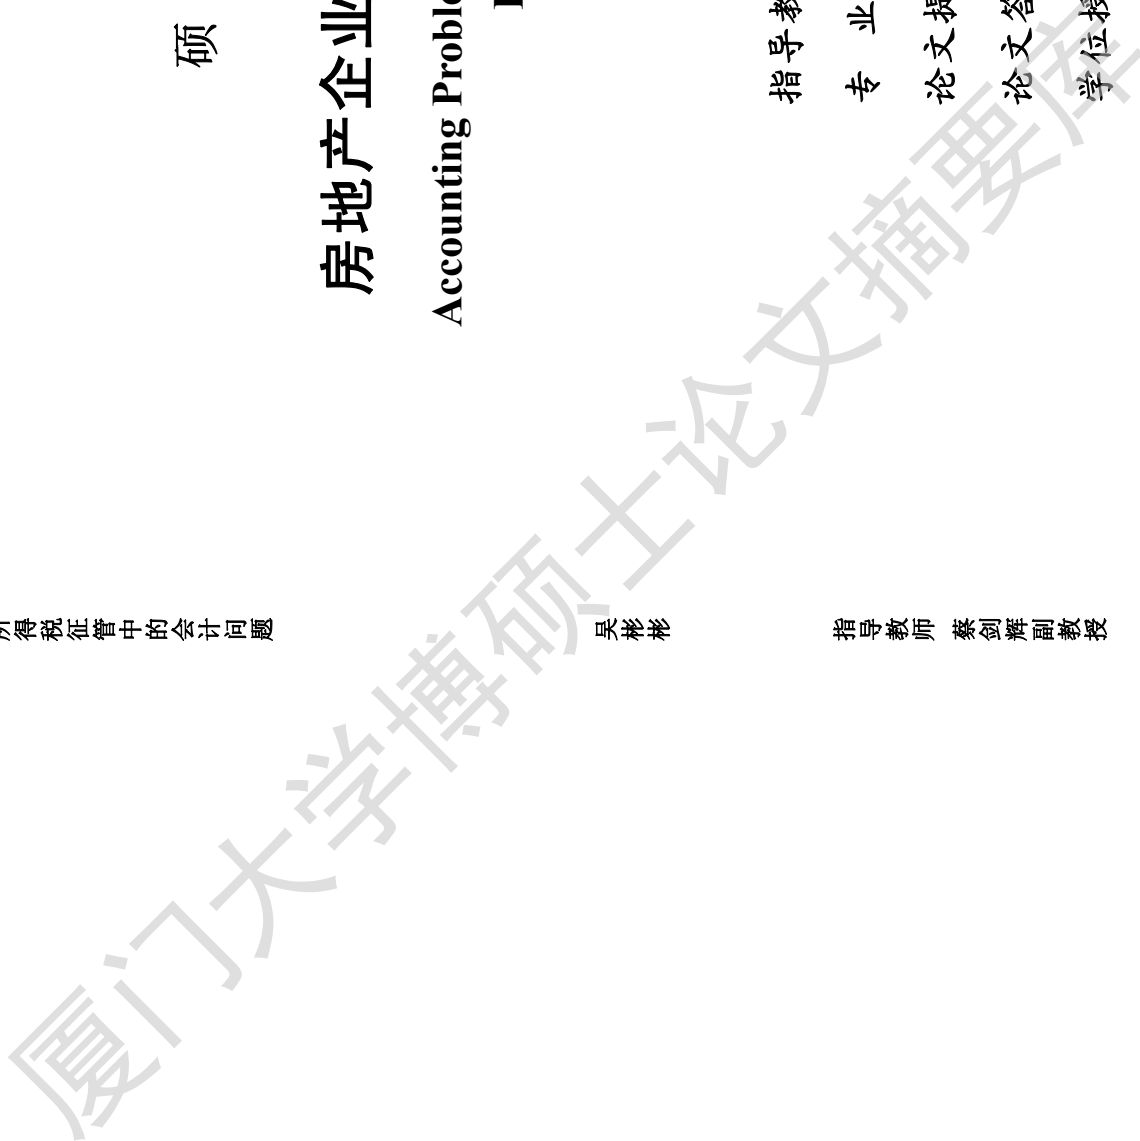 硕
房地产企业
Accounting Proble
指导教
专 业
论文提
论文答
学位授
得税征管中的会计问题
吴彬彬
指导教师 蔡剑辉副教授
厦门大学博硕士论文摘要库